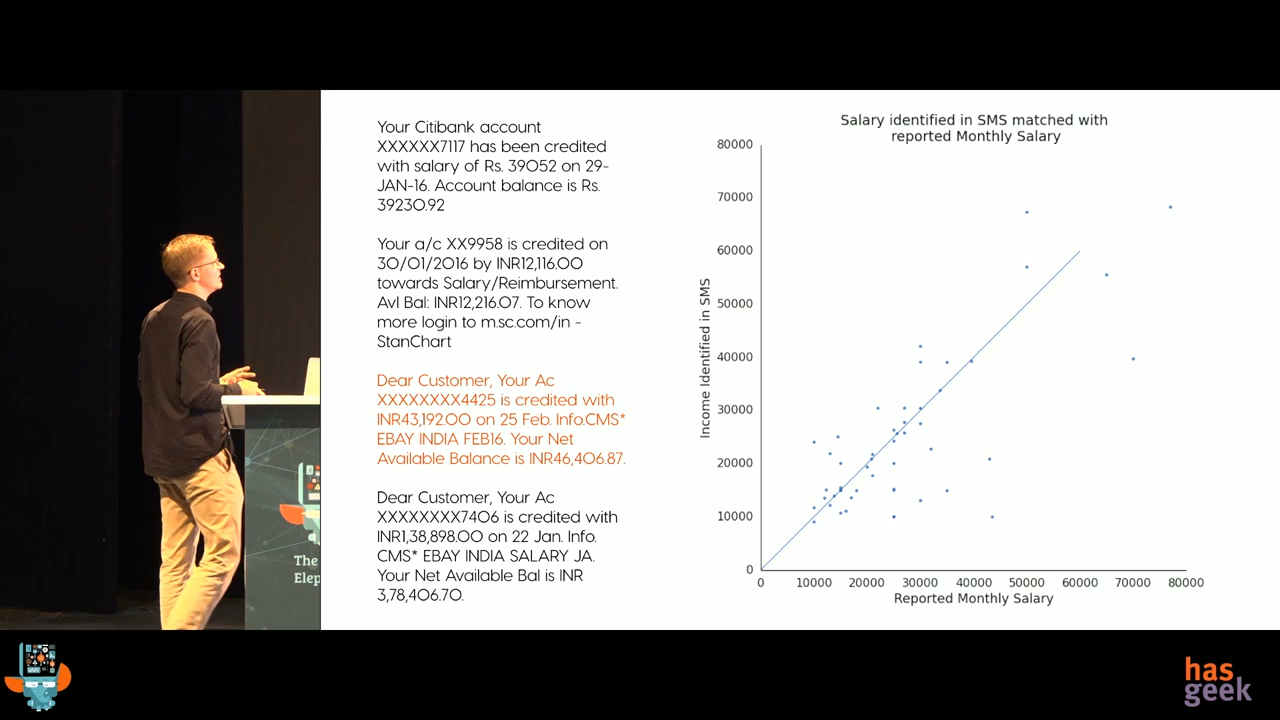 Your Citibank account
XXXXXX7117 has been credited
with salary of Rs. 39052 on 29-
JAN-16. Account balance is Rs.
39230.92
Your a/c XX9958 is credited on
30/01/2016 by INR12,116.00
towards Salary/Reimbursement.
Avl Bal: INR12,216.07. To know
more login to m.sc.com/in -
StanChart
Dear Customer, Your Ac
XXXXXXXX4425 is credited with
INR43,192.00 on 25 Feb. Info.CMS*
EBAY INDIA FEB16. Your Net
Available Balance is INR46,406.87.
Dear Customer, Your Ac
XXXXXXXX7406 is credited with
INR1,38,898.00 on 22 Jan. Info.
CMS* EBAY INDIA SALARY JA.
Your Net Available Bal is INR
3,78,406.70.
Salary identified in SMS matched with
reported Monthly Salary
80000
70000
60000
50000
40000
30000
20000
10000
0
Income Identified in SMS
0 10000 20000 30000 40000 50000 60000 70000 80000
Reported Monthly Salary
The
Elep
has
geek